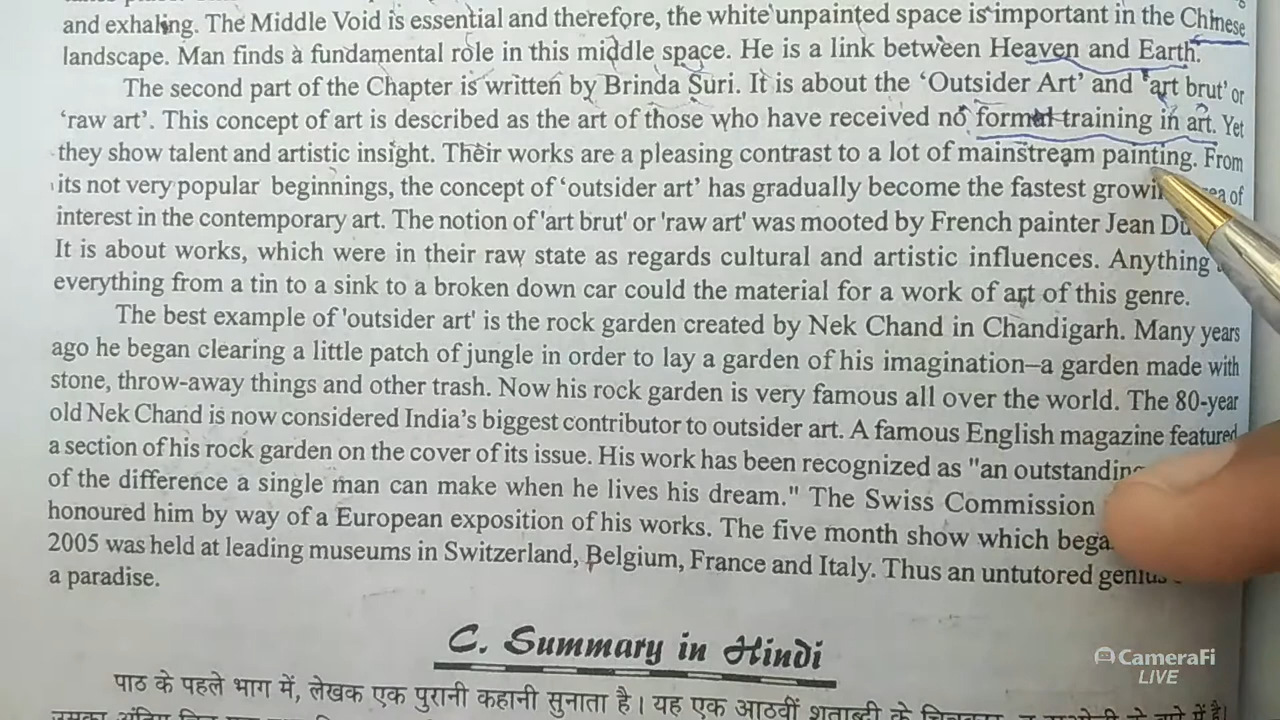 and exhaling. The Middle Void is essential and therefore, the white unpainted space is important in the Chinese
landscape. Man finds a fundamental role in this middle space. He is a link between Heaven and Earth.
The second part of the Chapter is written by Brinda Suri. It is about the 'Outsider Art' and 'art brut' or
'raw art'. This concept of art is described as the art of those who have received no formal training in art. Yet
they show talent and artistic insight. Their works are a pleasing contrast to a lot of mainstream painting. From
its not very popular beginnings, the concept of 'outsider art' has gradually become the fastest of
interest in the contemporary art. The notion of 'art brut' or 'raw art' was mooted by French painter Jean
It is about works, which were in their raw state as regards cultural and artistic influences. Anything
everything from a tin to a sink to a broken down car could the material for a work of art of this genre.
The best example of 'outsider art' is the rock garden created by Nek Chand in Chandigarh. Many years
ago he began clearing a little patch of jungle in order to lay a garden of his imagination–a garden made with
stone, throw-away things and other trash. Now his rock garden is very famous all over the world. The 80-year
old Nek Chand is now considered India's biggest contributor to outsider art. A famous English magazine featured
a section of his rock garden on the cover of its issue. His work has been recognized as "an
of the difference a single man can make when he lives his dream." The Swiss Commission
honoured him by way of a European exposition of his works. The five month show which
2005 was held at leading museums in Switzerland, Belgium, France and Italy. Thus an untutored
a paradise.
C. Summary in Hindi
पाठ के पहले भाग में, लेखक एक पुरानी कहानी सुनाता है। यह एक आठवीं शताब्दी के
CameraFi
LIVE